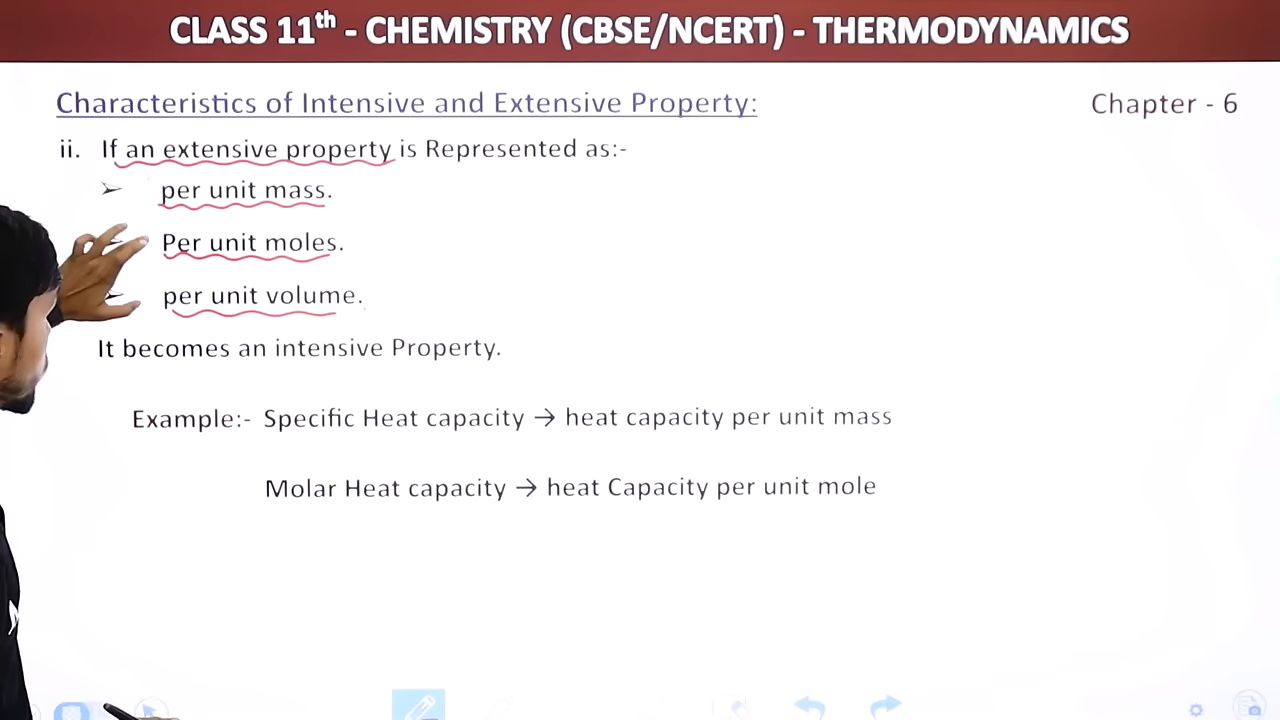 CLASS 11th - CHEMISTRY (CBSE/NCERT) - THERMODYNAMICS
Characteristics of Intensive and Extensive Property:
Chapter - 6
ii. If an extensive property is Represented as:-
➢ per unit mass.
➢ Per unit moles.
➢ per unit volume.
It becomes an intensive Property.
Example:- Specific Heat capacity → heat capacity per unit mass
Molar Heat capacity → heat Capacity per unit mole